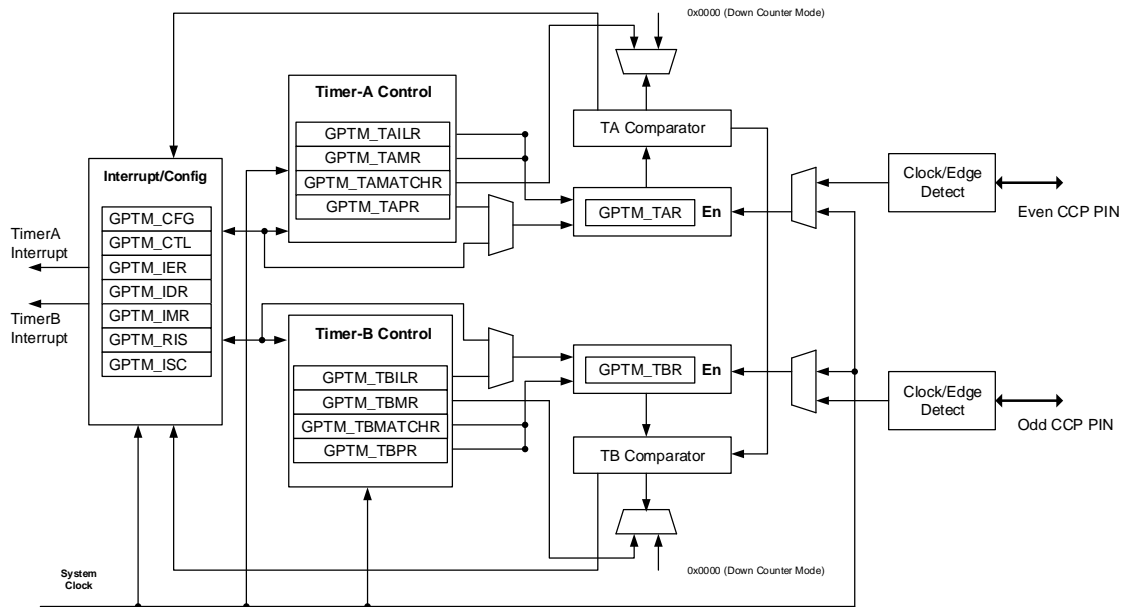 0x0000 (Down Counter Mode)
Timer-A Control
GPTM_TAILR
GPTM_TAMR
GPTM_TAMATCHR
GPTM_TAPR
TA Comparator
GPTM_TAR
En
Clock/Edge
Detect
Even CCP PIN
Interrupt/Config
GPTM_CFG
GPTM_CTL
GPTM_IER
GPTM_IDR
GPTM_IMR
GPTM_RIS
GPTM_ISC
TimerA
Interrupt
TimerB
Interrupt
Timer-B Control
GPTM_TBILR
GPTM_TBMR
GPTM_TBMATCHR
GPTM_TBPR
GPTM_TBR
En
TB Comparator
Clock/Edge
Detect
Odd CCP PIN
0x0000 (Down Counter Mode)
System
Clock